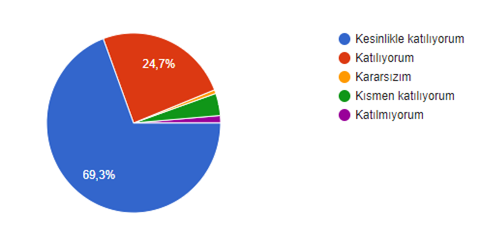 24,7%
69,3%
Kesinlikle katılıyorum
Katılıyorum
Kararsızım
Kısmen katılıyorum
Katılmıyorum